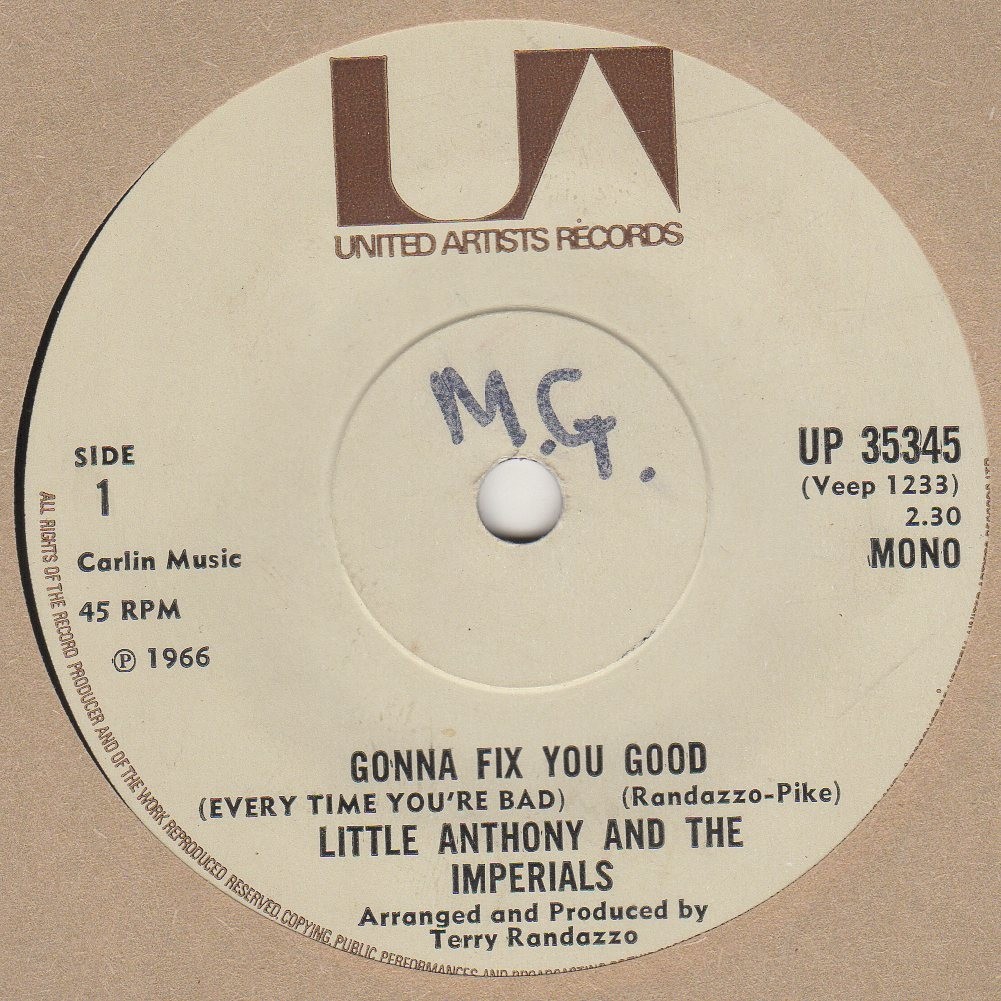 UA
UNITED ARTISTS RECORDS
M.G.
SIDE
1
Carlin Music
45 RPM
℗ 1966
UP 35345
(Veep 1233)
2.30
MONO
GONNA FIX YOU GOOD
(EVERY TIME YOU'RE BAD) (Randazzo-Pike)
LITTLE ANTHONY AND THE
IMPERIALS
Arranged and Produced by
Terry Randazzo
ALL RIGHTS OF THE RECORD PRODUCER AND OF THE WORK REPRODUCED RESERVED. COPYING, PUBLIC PERFORMANCES AND BROADCASTING